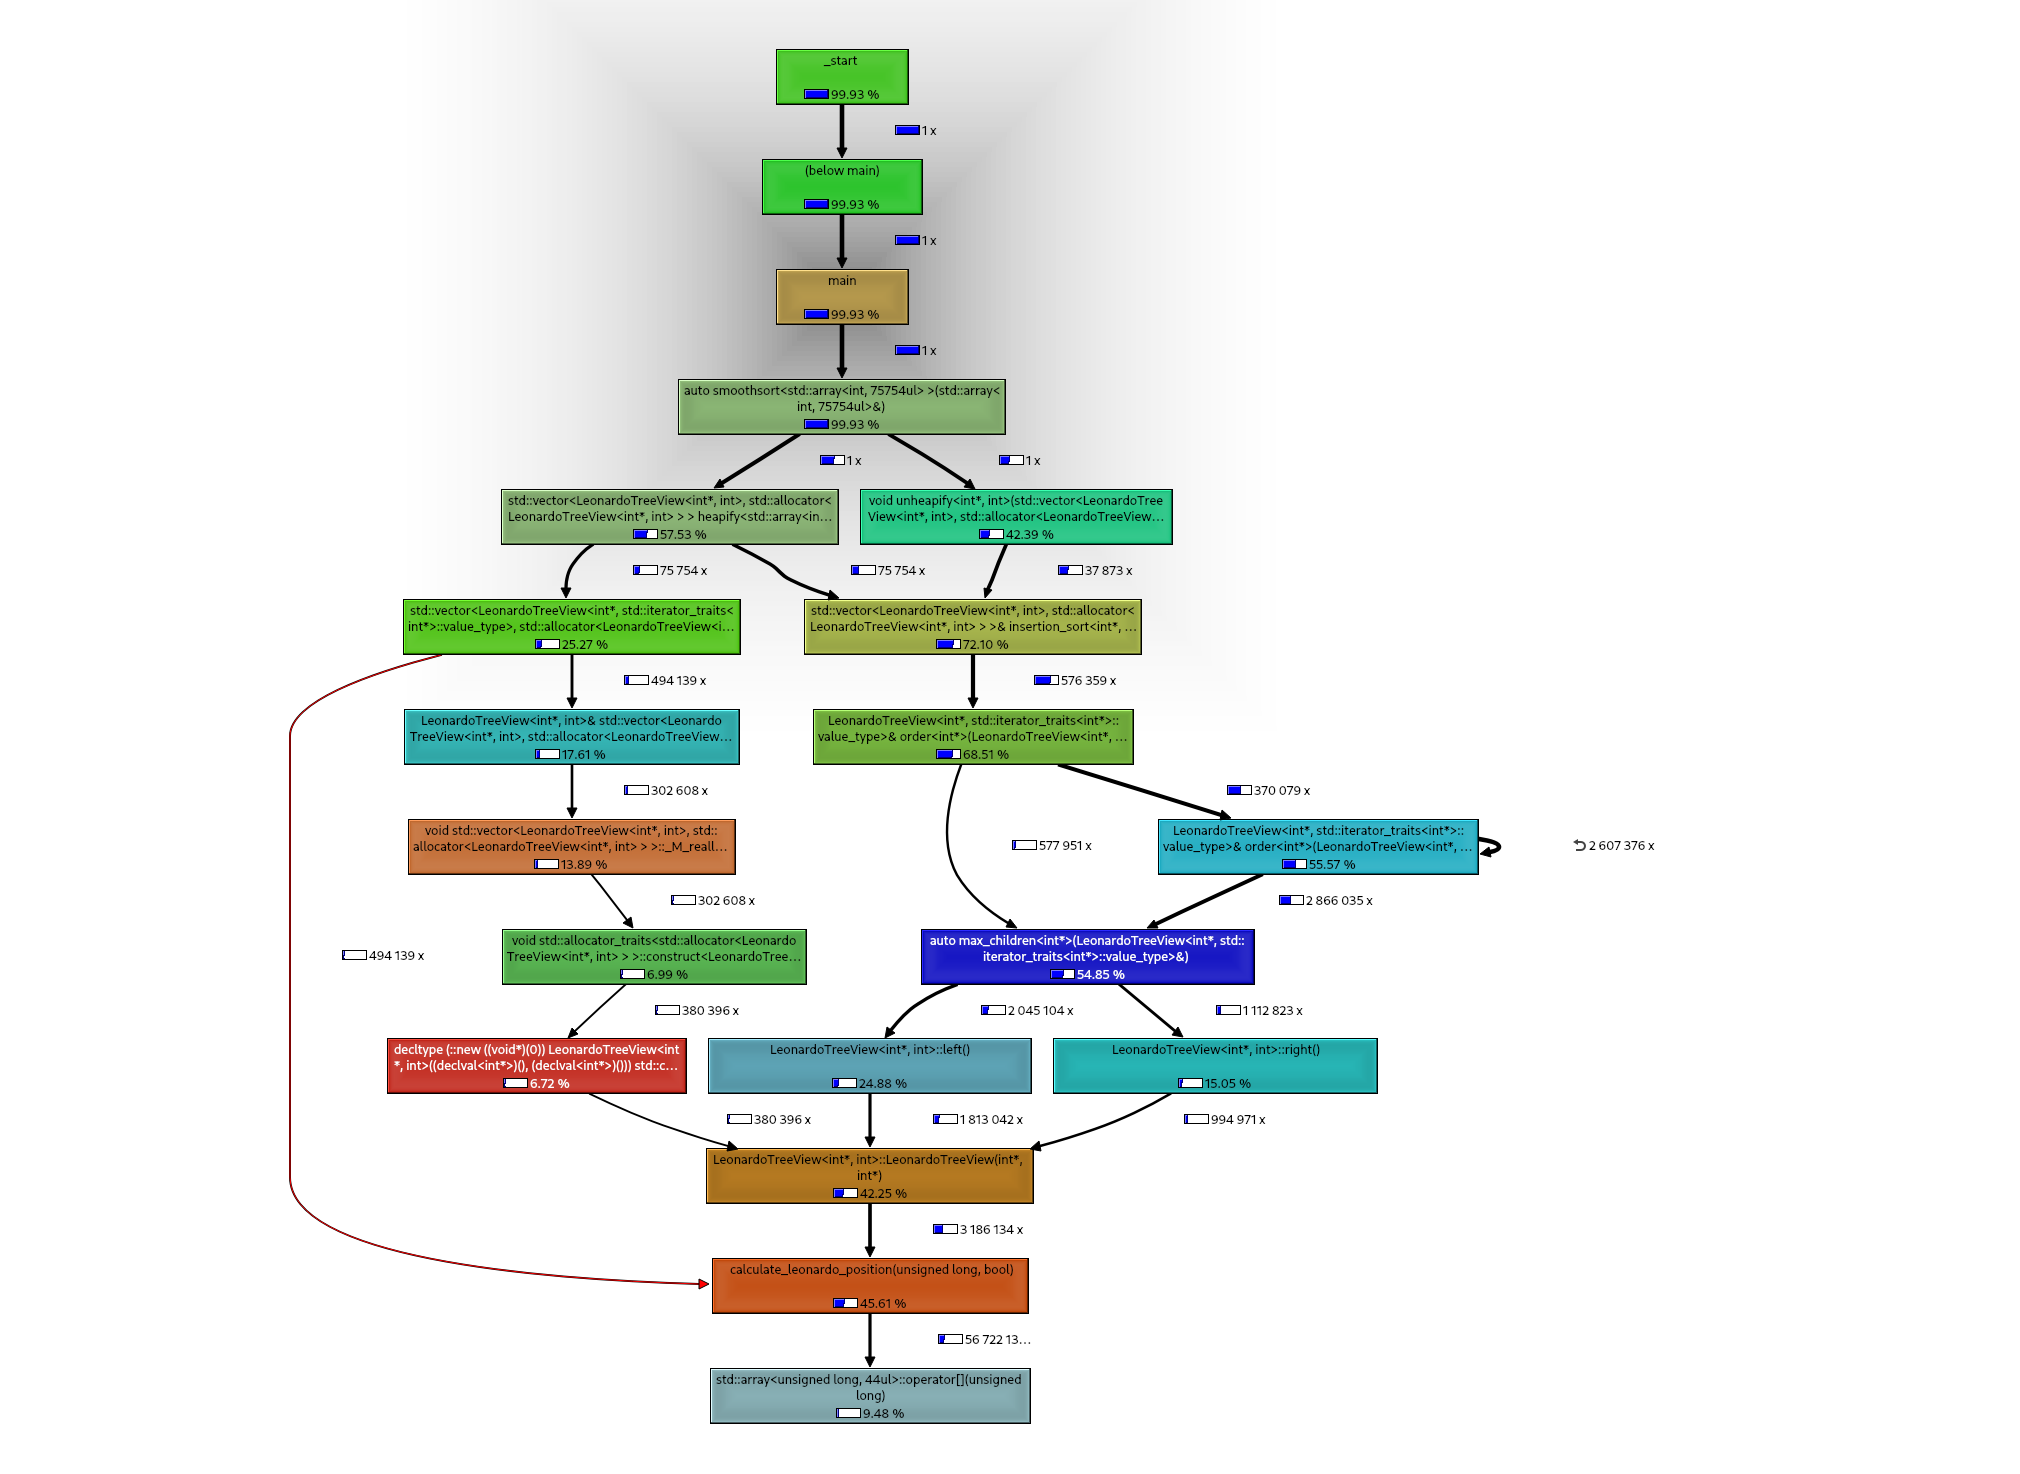 _start
99.93 %
1 x
(below main)
99.93 %
1 x
main
99.93 %
1 x
auto smoothsort<std::array<int, 75754ul> >(std::array<
int, 75754ul>&)
99.93 %
1 x
1 x
std::vector<LeonardoTreeView<int*, int>, std::allocator<
LeonardoTreeView<int*, int> > > heapify<std::array<in...
57.53 %
void unheapify<int*, int>(std::vector<LeonardoTree
View<int*, int>, std::allocator<LeonardoTreeView...
42.39 %
75 754 x
75 754 x
37 873 x
std::vector<LeonardoTreeView<int*, std::iterator_traits<
int*>::value_type>, std::allocator<LeonardoTreeView<i...
25.27 %
std::vector<LeonardoTreeView<int*, int>, std::allocator<
LeonardoTreeView<int*, int> > >& insertion_sort<int*, ...
72.10 %
494 139 x
576 359 x
LeonardoTreeView<int*, int>& std::vector<Leonardo
TreeView<int*, int>, std::allocator<LeonardoTreeView...
17.61 %
LeonardoTreeView<int*, std::iterator_traits<int*>::
value_type>& order<int*>(LeonardoTreeView<int*, ...
68.51 %
302 608 x
370 079 x
void std::vector<LeonardoTreeView<int*, int>, std::
allocator<LeonardoTreeView<int*, int> > >::_M_reall...
13.89 %
577 951 x
LeonardoTreeView<int*, std::iterator_traits<int*>::
value_type>& order<int*>(LeonardoTreeView<int*, ...
55.57 %
2 607 376 x
302 608 x
2 866 035 x
494 139 x
void std::allocator_traits<std::allocator<Leonardo
TreeView<int*, int> > >::construct<LeonardoTree...
6.99 %
auto max_children<int*>(LeonardoTreeView<int*, std::
iterator_traits<int*>::value_type>&)
54.85 %
380 396 x
2 045 104 x
1 112 823 x
decltype (::new ((void*)(0)) LeonardoTreeView<int
*, int>((declval<int*>)(), (declval<int*>)())) std::c...
6.72 %
LeonardoTreeView<int*, int>::left()
24.88 %
LeonardoTreeView<int*, int>::right()
15.05 %
380 396 x
1 813 042 x
994 971 x
LeonardoTreeView<int*, int>::LeonardoTreeView(int*,
int*)
42.25 %
3 186 134 x
calculate_leonardo_position(unsigned long, bool)
45.61 %
56 722 13...
std::array<unsigned long, 44ul>::operator[](unsigned
long)
9.48 %